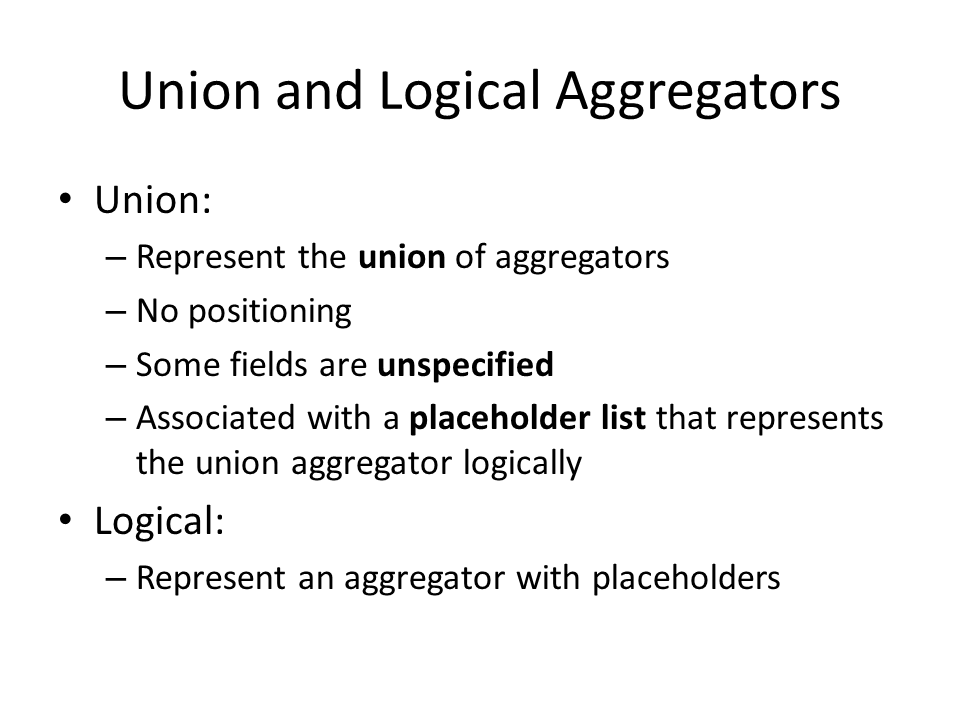 Union and Logical Aggregators
• Union:
– Represent the union of aggregators
– No positioning
– Some fields are unspecified
– Associated with a placeholder list that represents
the union aggregator logically
• Logical:
– Represent an aggregator with placeholders